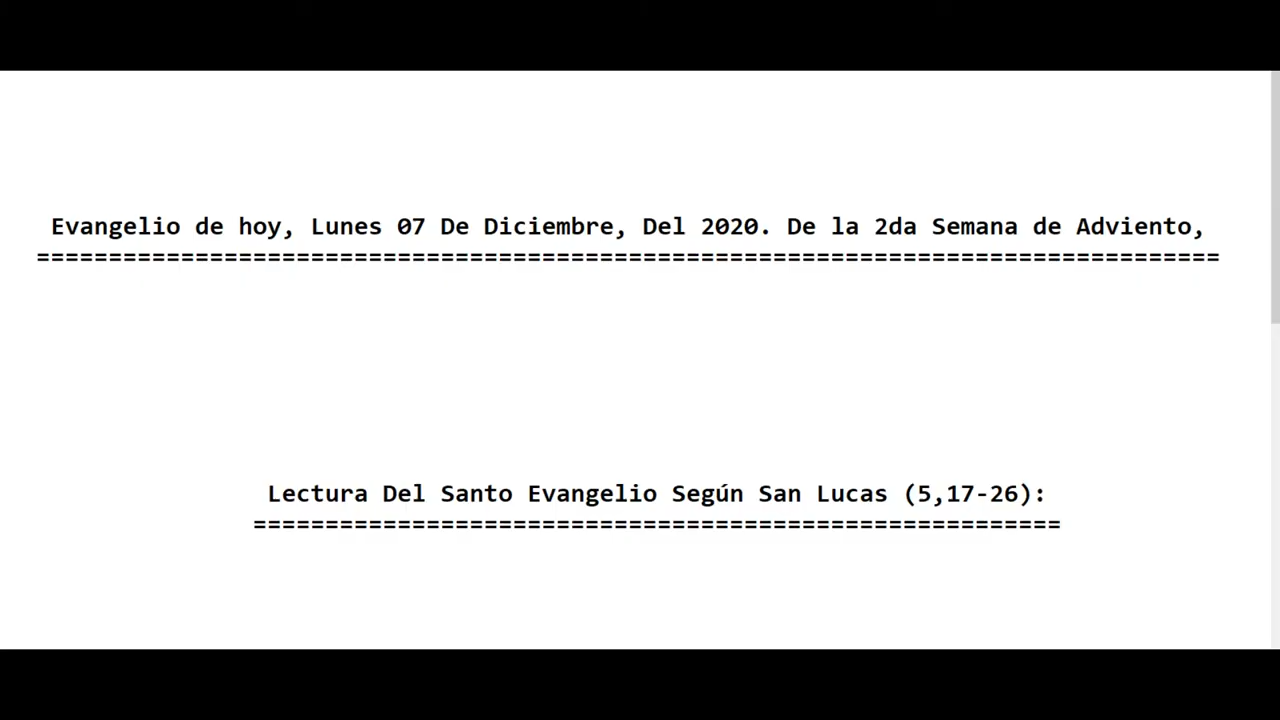 Evangelio de hoy, Lunes 07 De Diciembre, Del 2020. De la 2da Semana de Adviento,
==================================================================================
Lectura Del Santo Evangelio Según San Lucas (5,17-26):
========================================================